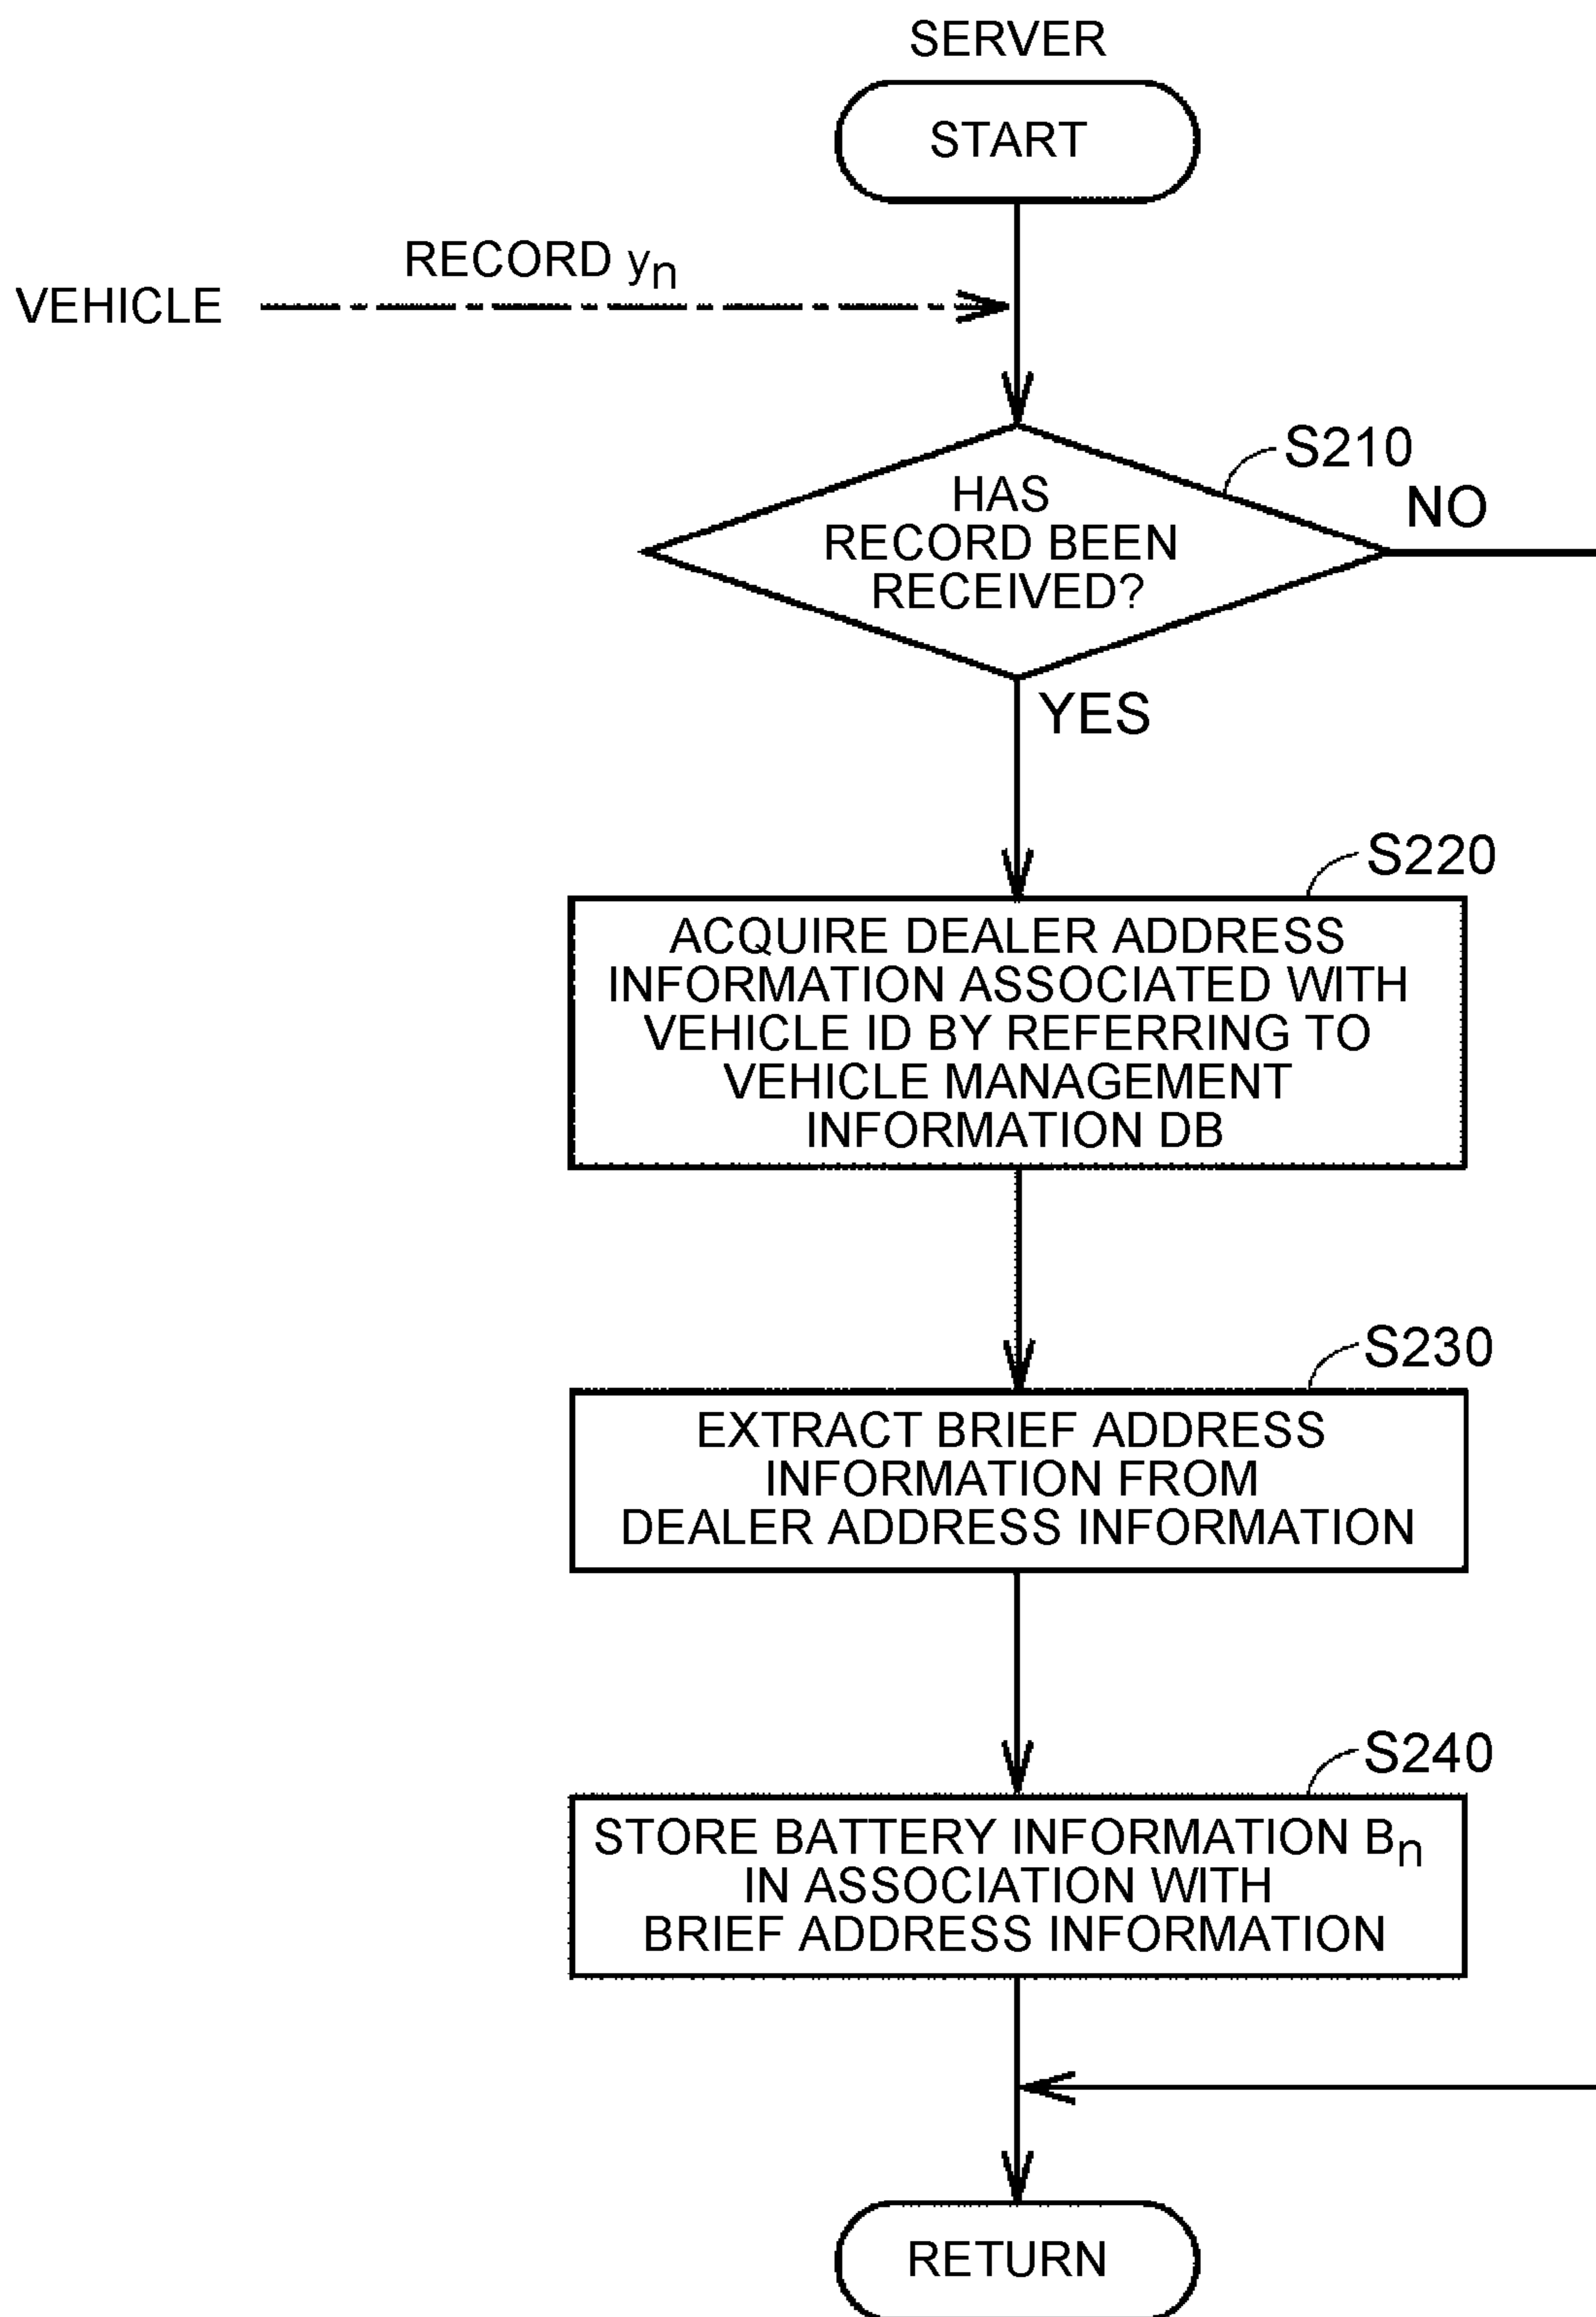 SERVER
START
RECORD yn
VEHICLE
S210
HAS
RECORD BEEN
RECEIVED?
NO
YES
S220
ACQUIRE DEALER ADDRESS
INFORMATION ASSOCIATED WITH
VEHICLE ID BY REFERRING TO
VEHICLE MANAGEMENT
INFORMATION DB
S230
EXTRACT BRIEF ADDRESS
INFORMATION FROM
DEALER ADDRESS INFORMATION
S240
STORE BATTERY INFORMATION Bn
IN ASSOCIATION WITH
BRIEF ADDRESS INFORMATION
RETURN